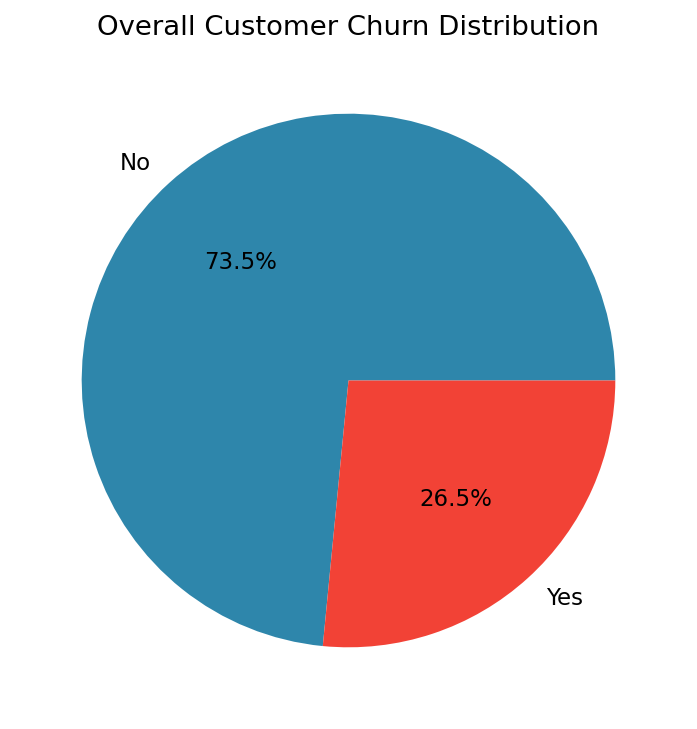 Overall Customer Churn Distribution
No
73.5%
26.5%
Yes